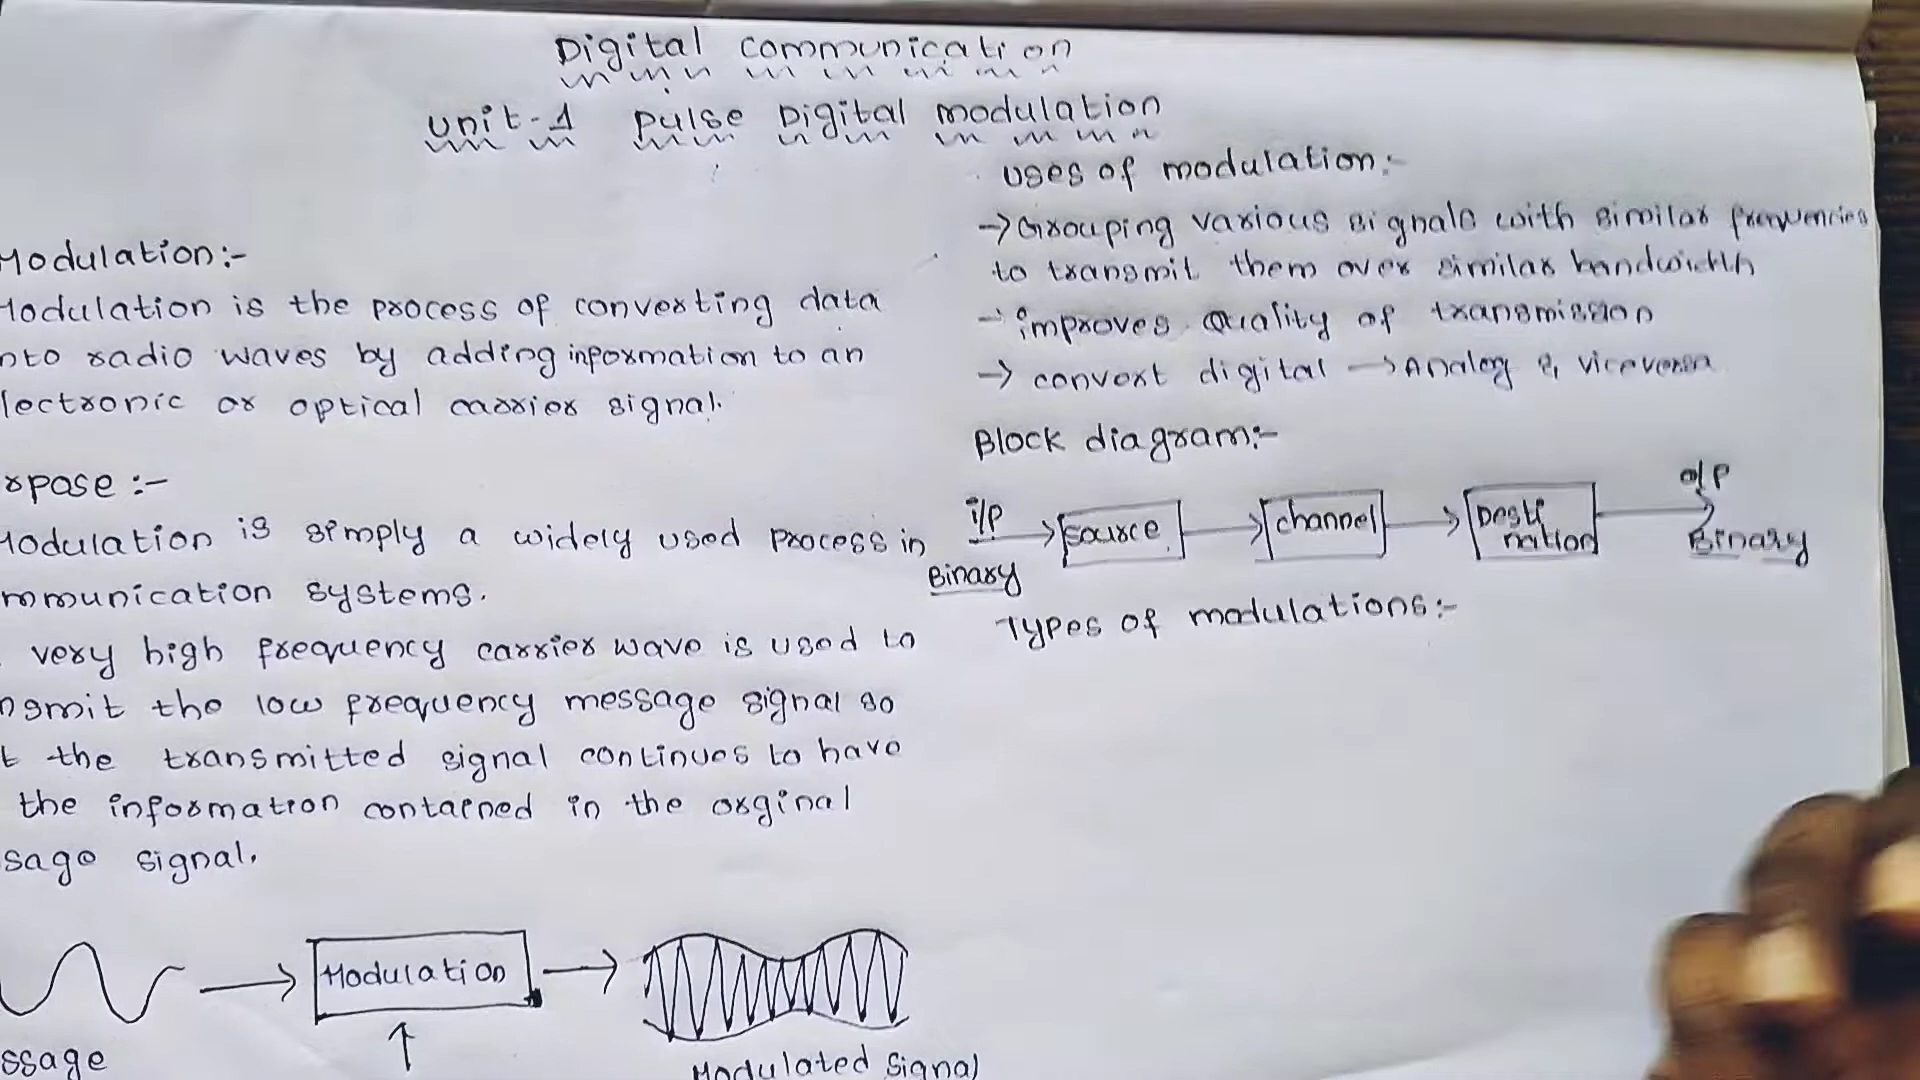 Digital communication
unit-1 pulse Digital modulation
Modulation:-
Modulation is the process of converting data
nto radio waves by adding information to an
lectronic or optical carrier signal.
rpose :-
Modulation is simply a widely used process in
mmunication systems.
very high frequency carrier wave is used to
nsmit the low frequency message signal so
t the transmitted signal continues to have
the information contained in the orginal
sage signal.
Modulation
ssage
Modulated Signal
uses of modulation:-
→ Grouping various signals with similar frequencies
to transmit them over similar bandwidth
- improves Quality of transmission
→ convert digital → Analog & viceversa
Block diagram:-
i/p
Binary
source
channel
Desti
nation
o/p
Binary
Types of modulations:-